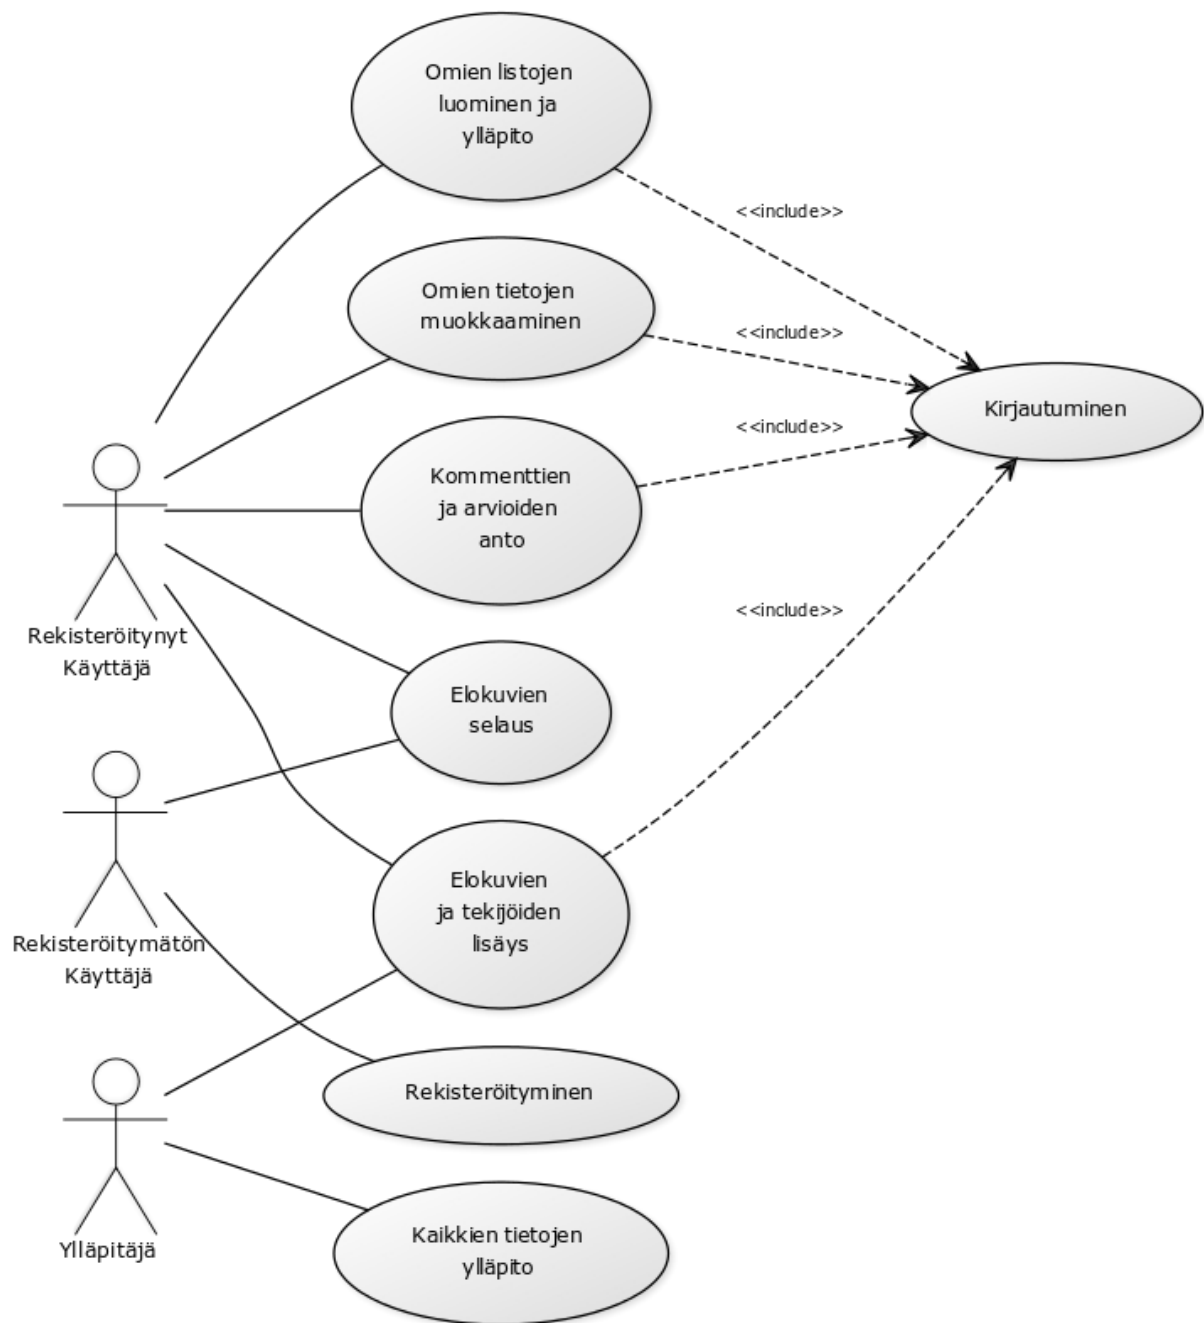 Omien listojen
luominen ja
ylläpito
<<include>>
Omien tietojen
muokkaaminen
<<include>>
Kirjautuminen
<<include>>
Kommenttien
ja arvioiden
anto
<<include>>
Rekisteröitynyt
Käyttäjä
Elokuvien
selaus
Elokuvien
ja tekijöiden
lisäys
Rekisteröitymätön
Käyttäjä
Rekisteröityminen
Ylläpitäjä
Kaikkien tietojen
ylläpito